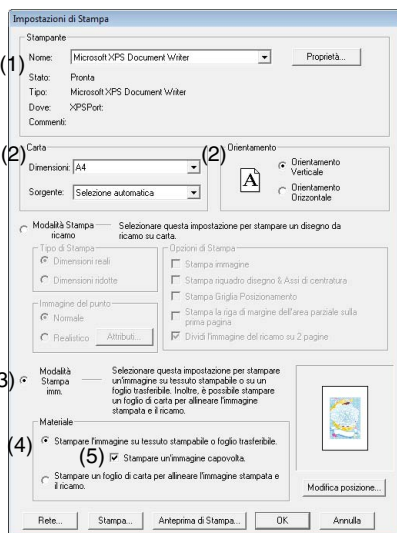 Impostazioni di Stampa
Stampante
(1)
Nome: Microsoft XPS Document Writer Proprietà...
Stato: Pronta
Tipo: Microsoft XPS Document Writer
Dove: XPSPort:
Commenti:
(2) Carta (2) Orientamento
Dimensioni: A4
Sorgente: Selezione automatica
A
Orientamento
Verticale
Orientamento
Orizzontale
Modalità Stampa
ricamo
Selezionare questa impostazione per stampare un disegno da
ricamo su carta.
Tipo di Stampa
Dimensioni reali
Dimensioni ridotte
Immagine del punto
Normale
Realistico Attributi...
Opzioni di Stampa
Stampa immagine
Stampa riquadro disegno & Assi di centratura
Stampa Griglia Posizionamento
Stampa la riga di margine dell'area parziale sulla
prima pagina
Dividi l'immagine del ricamo su 2 pagine
3)
Modalità
Stampa
imm.
Selezionare questa impostazione per stampare
un'immagine su tessuto stampabile o su un
foglio trasferibile. Inoltre, è possibile stampare
un foglio di carta per allineare l'immagine
stampata e il ricamo.
Materiale
(4) Stampare l'immagine su tessuto stampabile o foglio trasferibile.
(5) Stampare un'immagine capovolta.
Stampare un foglio di carta per allineare l'immagine stampata e
il ricamo.
Modifica posizione...
Rete... Stampa... Anteprima di Stampa... OK Annulla